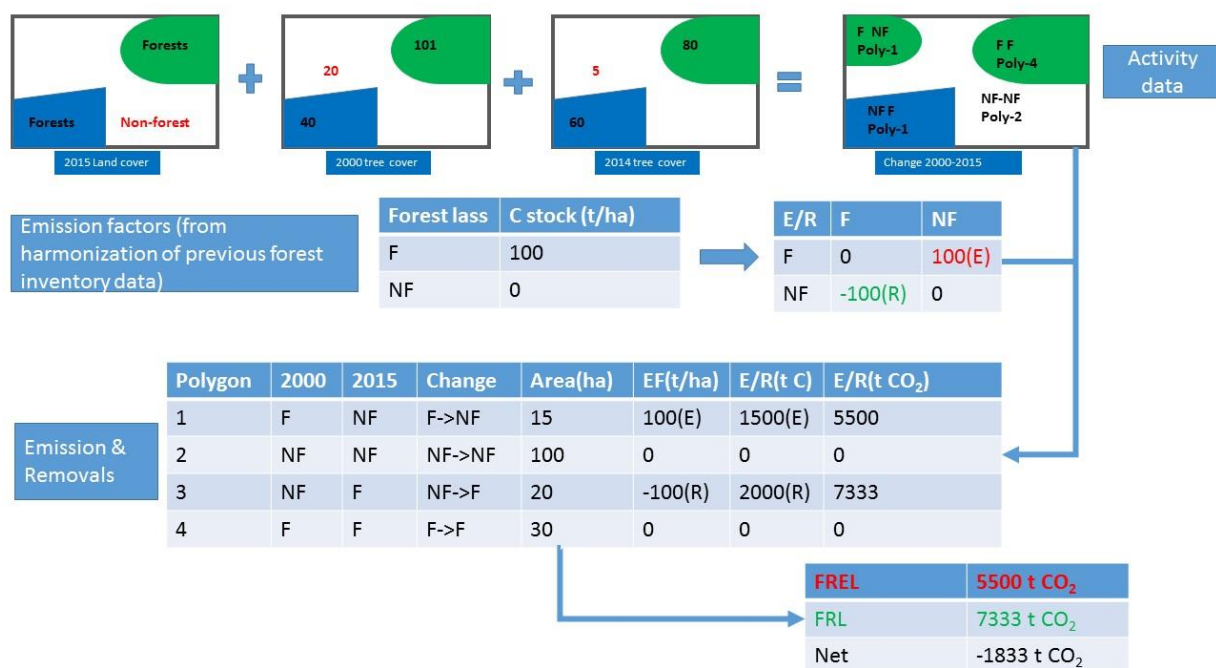 Forests
Forests
Non-forest
2015 Land cover
101
20
40
2000 tree cover
80
5
60
2014 tree cover
F NF
Poly-1
F F
Poly-4
NF F
Poly-1
NF-NF
Poly-2
Change 2000-2015
Activity
data
Emission factors (from
harmonization of previous forest
inventory data)
Forest lass C stock (t/ha)
F 100
NF 0
E/R F NF
F 0 100(E)
NF -100(R) 0
Emission &
Removals
Polygon 2000 2015 Change Area(ha) EF(t/ha) E/R(t C) E/R(t CO₂)
1 F NF F->NF 15 100(E) 1500(E) 5500
2 NF NF NF->NF 100 0 0 0
3 NF F NF->F 20 -100(R) 2000(R) 7333
4 F F F->F 30 0 0 0
FREL 5500 t CO₂
FRL 7333 t CO₂
Net -1833 t CO₂